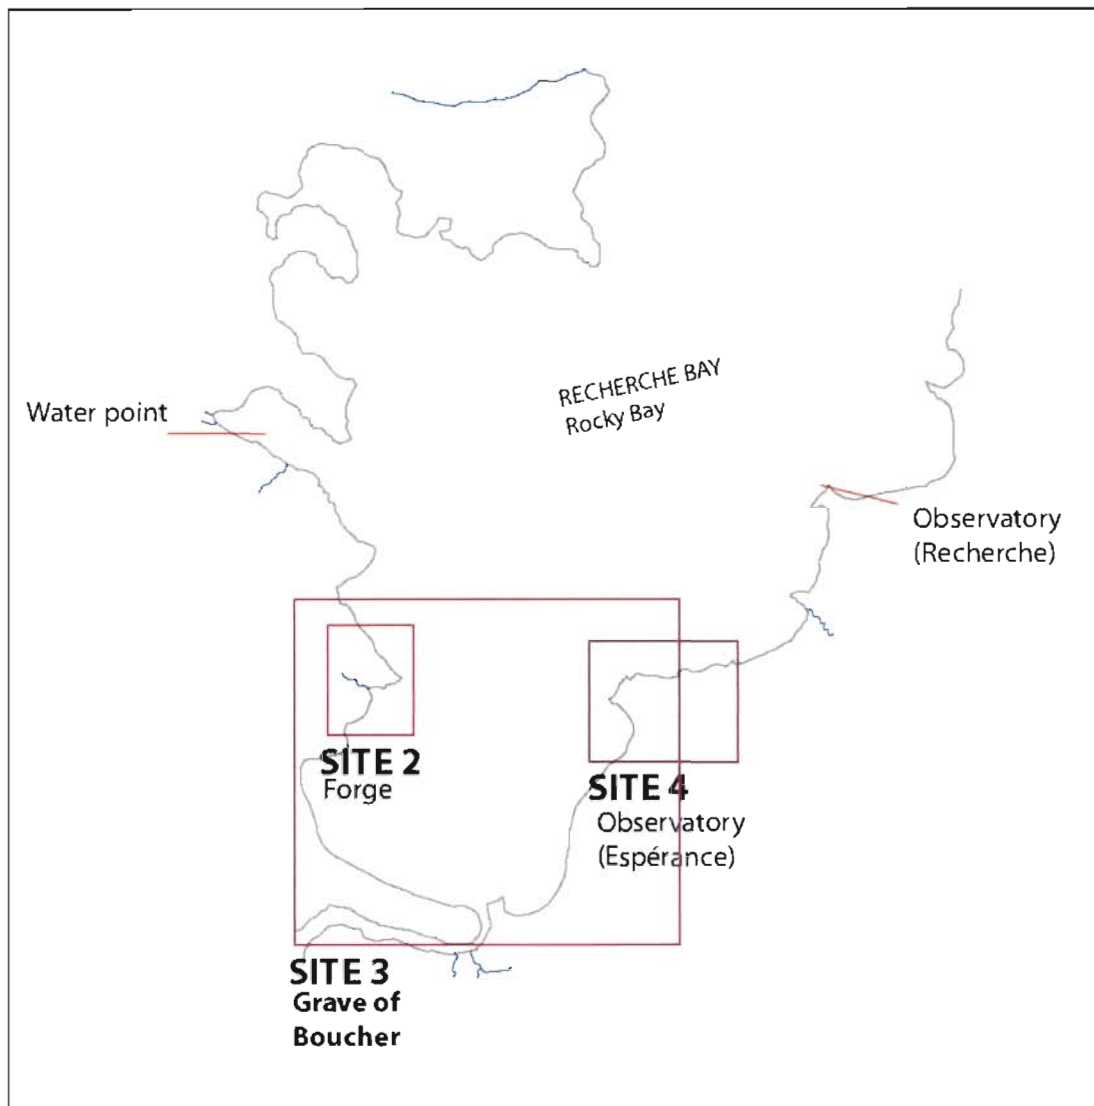 RECHERCHE BAY
Rocky Bay
Water point
Observatory
(Recherche)
SITE 2
Forge
SITE 4
Observatory
(Espérance)
SITE 3
Grave of
Boucher